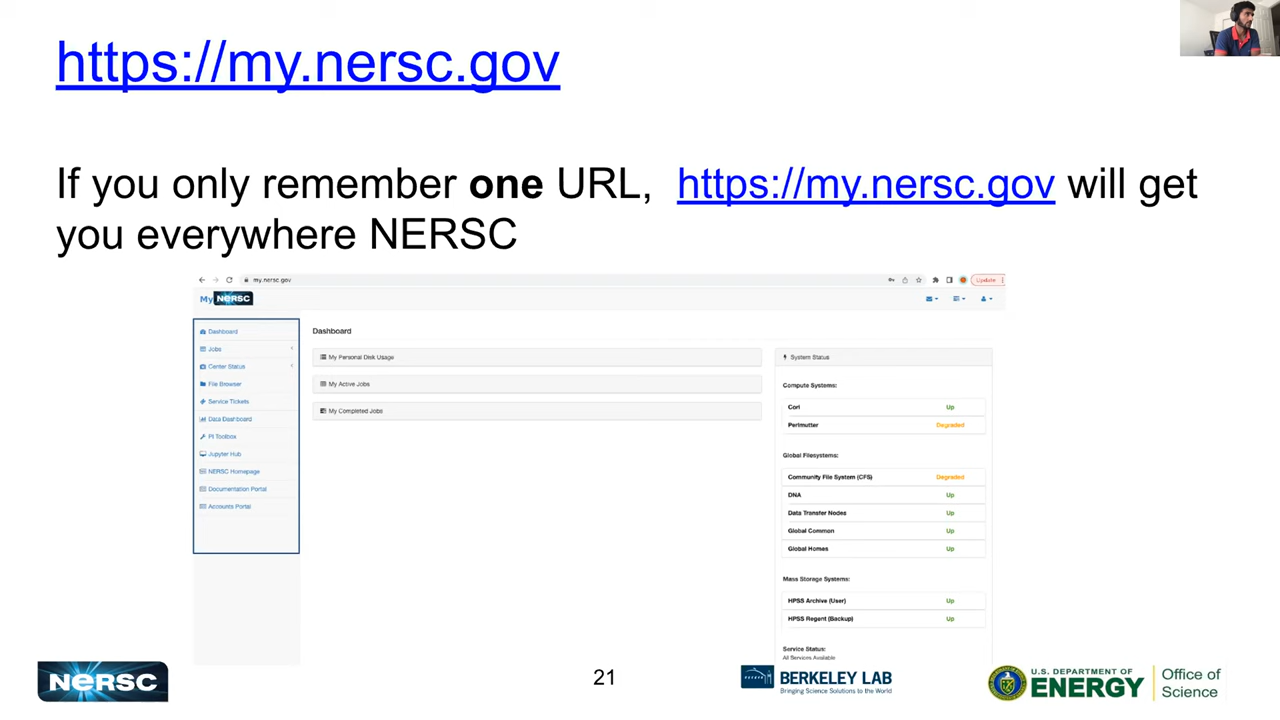 https://my.nersc.gov
If you only remember one URL, https://my.nersc.gov will get
you everywhere NERSC
my.nersc.gov
Update
My NERSC
Dashboard
Jobs
Center Status
File Browser
Service Tickets
Data Dashboard
PI Toolbox
Jupyter Hub
NERSC Homepage
Documentation Portal
Accounts Portal
Dashboard
My Personal Disk Usage
My Active Jobs
My Completed Jobs
System Status
Compute Systems:
Cori Up
Perlmutter Degraded
Global Filesystems:
Community File System (CFS) Degraded
DNA Up
Data Transfer Nodes Up
Global Common Up
Global Homes Up
Mass Storage Systems:
HPSS Archive (User) Up
HPSS Regent (Backup) Up
Service Status:
All Services Available
NERSC
21
BERKELEY LAB
Bringing Science Solutions to the World
U.S. DEPARTMENT OF
ENERGY
Office of
Science